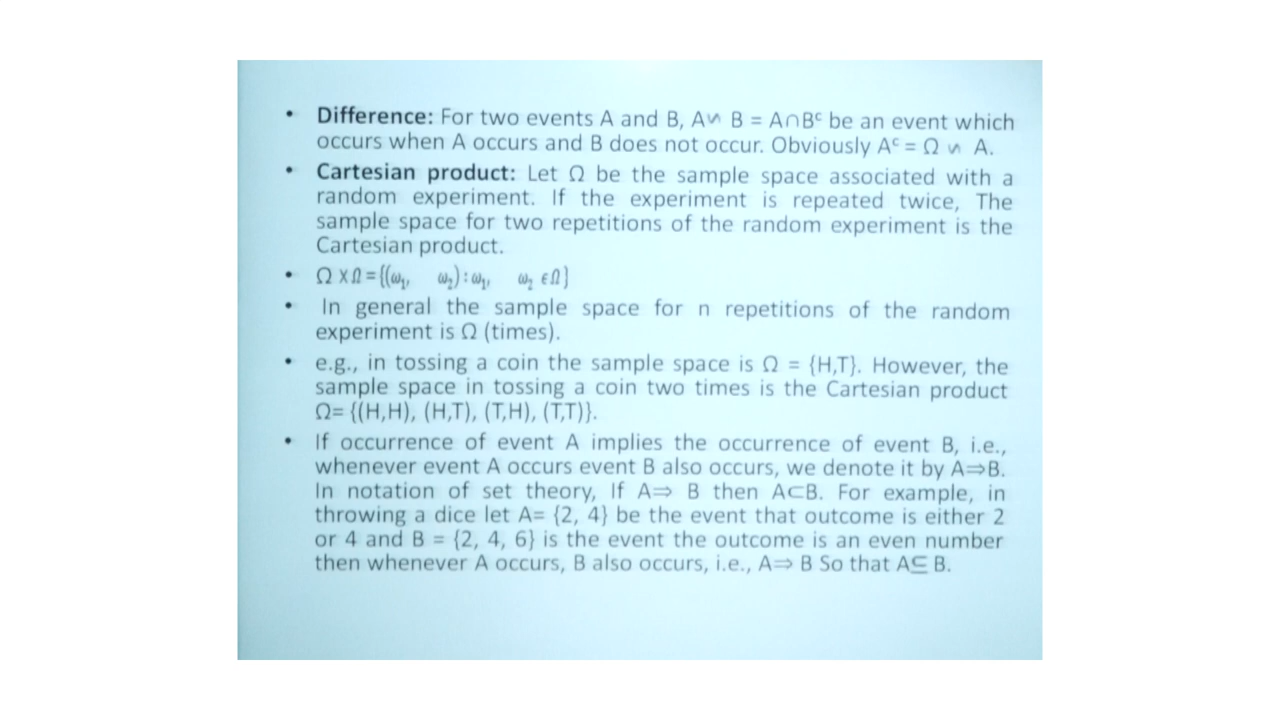 • Difference: For two events A and B, A∽ B = A∩Bᶜ be an event which
occurs when A occurs and B does not occur. Obviously Aᶜ = Ω ∽ A.
• Cartesian product: Let Ω be the sample space associated with a
random experiment. If the experiment is repeated twice, The
sample space for two repetitions of the random experiment is the
Cartesian product.
• Ω X Ω ={(ω₁, ω₂) : ω₁, ω₂ ϵ Ω}
• In general the sample space for n repetitions of the random
experiment is Ω (times).
• e.g., in tossing a coin the sample space is Ω = {H,T}. However, the
sample space in tossing a coin two times is the Cartesian product
Ω= {(H,H), (H,T), (T,H), (T,T)}.
• If occurrence of event A implies the occurrence of event B, i.e.,
whenever event A occurs event B also occurs, we denote it by A⇒B.
In notation of set theory, If A⇒ B then A⊂B. For example, in
throwing a dice let A= {2, 4} be the event that outcome is either 2
or 4 and B = {2, 4, 6} is the event the outcome is an even number
then whenever A occurs, B also occurs, i.e., A⇒ B So that A⊆ B.